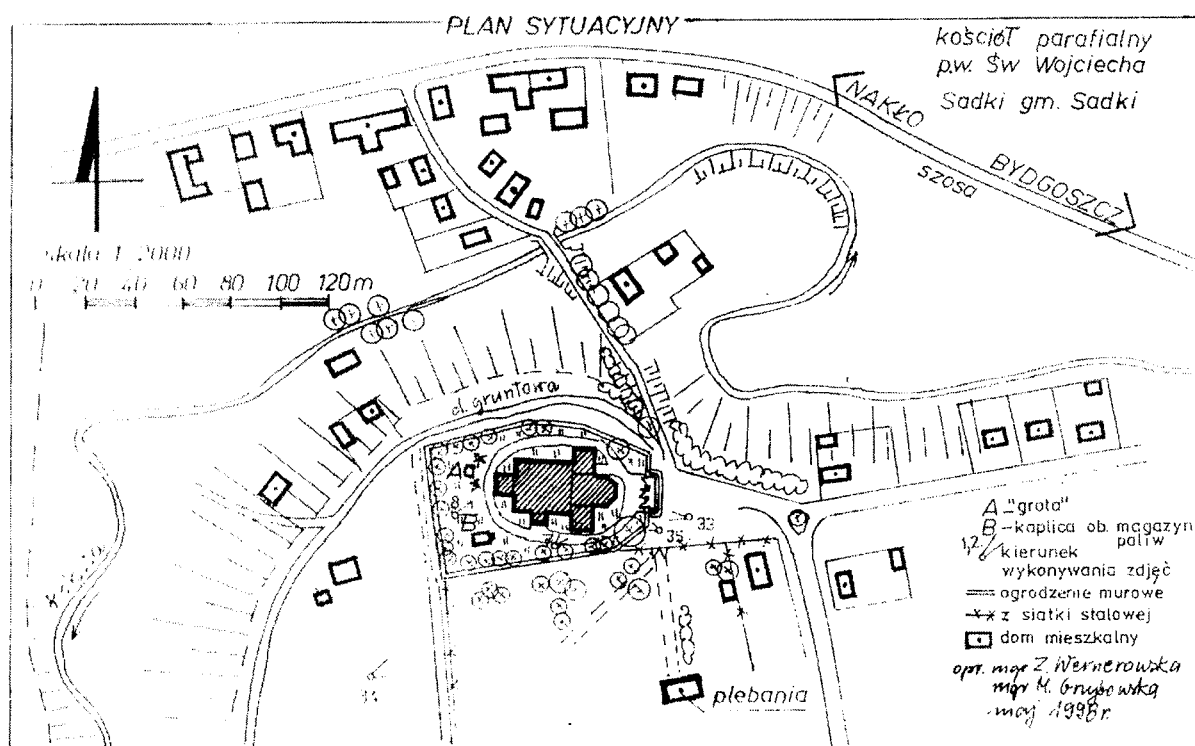 PLAN SYTUACYJNY
kościół parafialny
p.w. Św Wojciecha
Sadki gm. Sadki
NAKŁO
BYDGOSZCZ
szosa
skala 1 2000
0 20 40 60 80 100 120m
d. gruntowa
A
8
B
33
35
plebania
A - "grota"
B - kaplica ob. magazyn
paliw
1,2 kierunek
wykonywania zdjęć
ogrodzenie murowe
z siatki stalowej
dom mieszkalny
opr. mgr Z. Wernerowska
mgr M. Grybowska
maj 1998r.